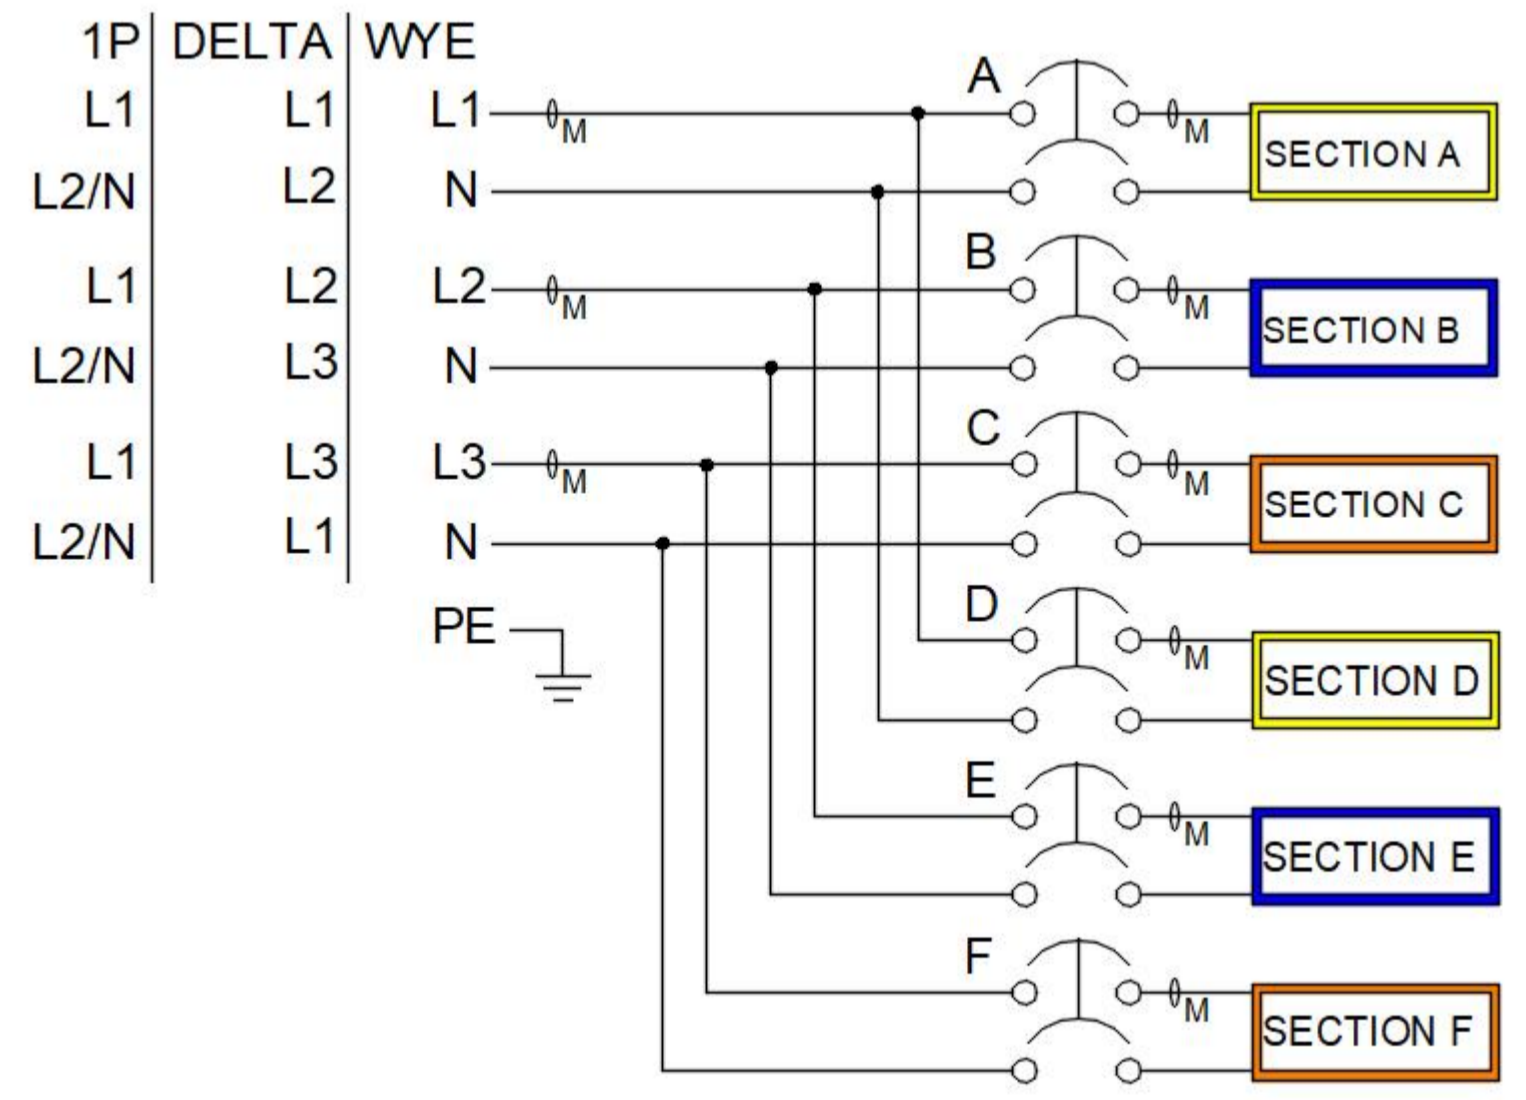 1P DELTA WYE
A
L1 L1 L1 M M SECTION A
L2/N L2 N
B
L1 L2 L2 M M SECTION B
L2/N L3 N
C
L1 L3 L3 M M SECTION C
L2/N L1 N
D
PE M SECTION D
E
M SECTION E
F
M SECTION F